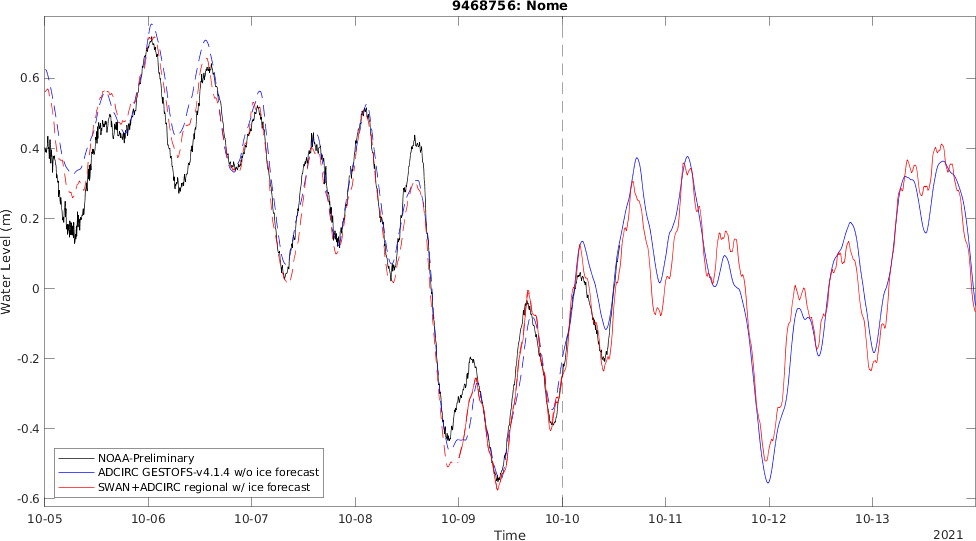 9468756: Nome
Water Level (m)
0.6
0.4
0.2
0
-0.2
-0.4
-0.6
NOAA-Preliminary
ADCIRC GESTOFS-v4.1.4 w/o ice forecast
SWAN+ADCIRC regional w/ ice forecast
10-05
10-06
10-07
10-08
10-09
10-10
10-11
10-12
10-13
Time
2021